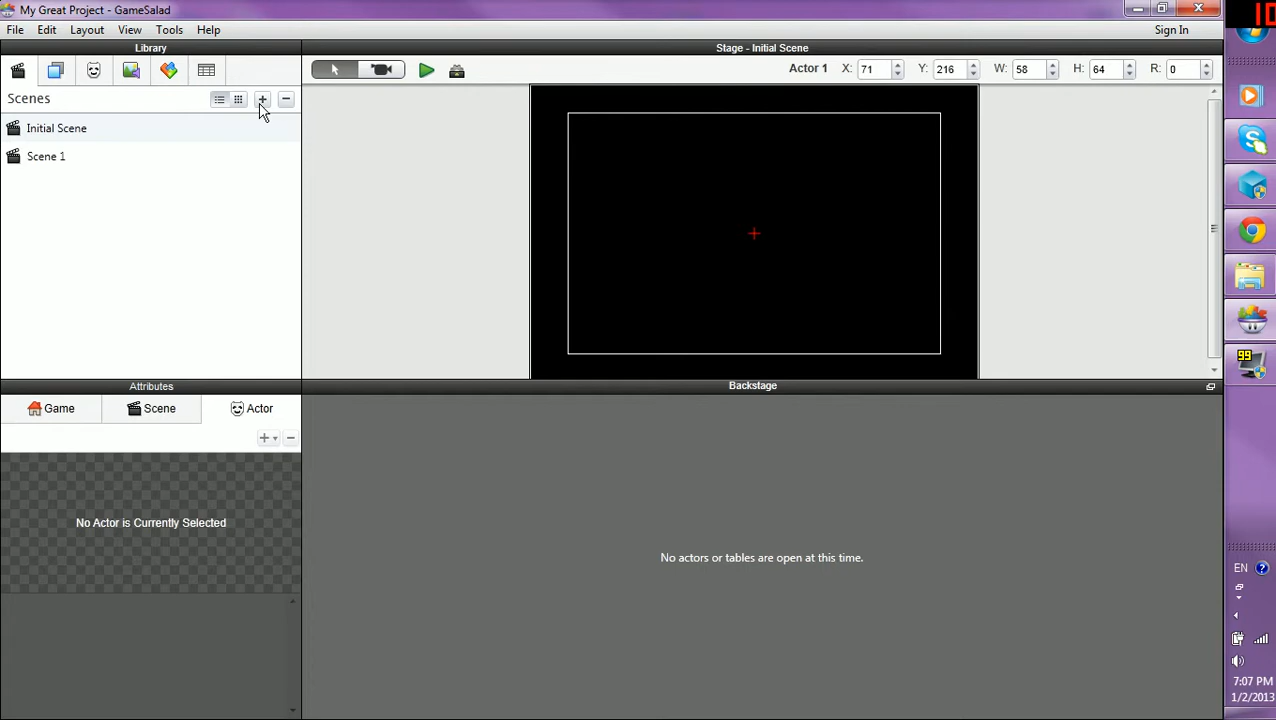 My Great Project - GameSalad
File Edit Layout View Tools Help
Sign In
Library
Stage - Initial Scene
Actor 1 X: 71 Y: 216 W: 58 H: 64 R: 0
Scenes
Initial Scene
Scene 1
Attributes
Backstage
Game Scene Actor
No Actor is Currently Selected
No actors or tables are open at this time.
10
99
EN
7:07 PM
1/2/2013